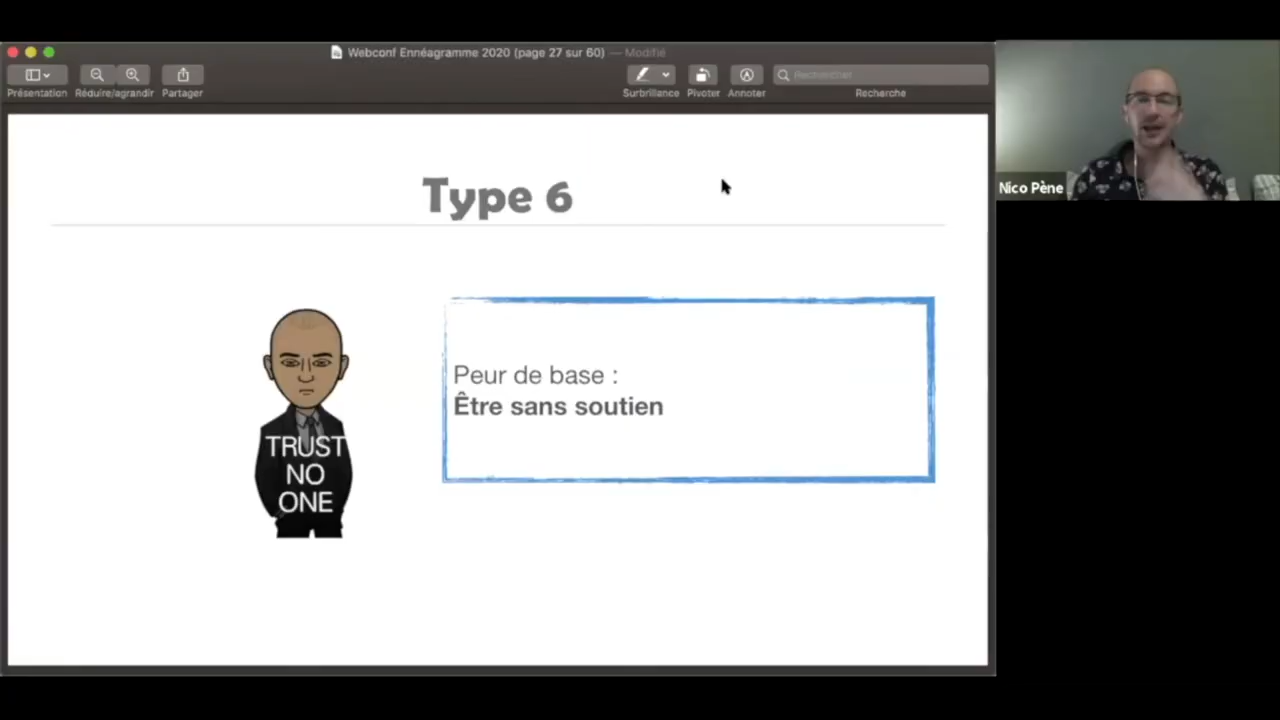 Webconf Ennéagramme 2020 (page 27 sur 60) — Modifié
Présentation
Réduire/agrandir
Partager
Surbrillance
Pivoter
Annoter
Rechercher
Recherche
Nico Pène
Type 6
Peur de base :
Être sans soutien
TRUST
NO
ONE